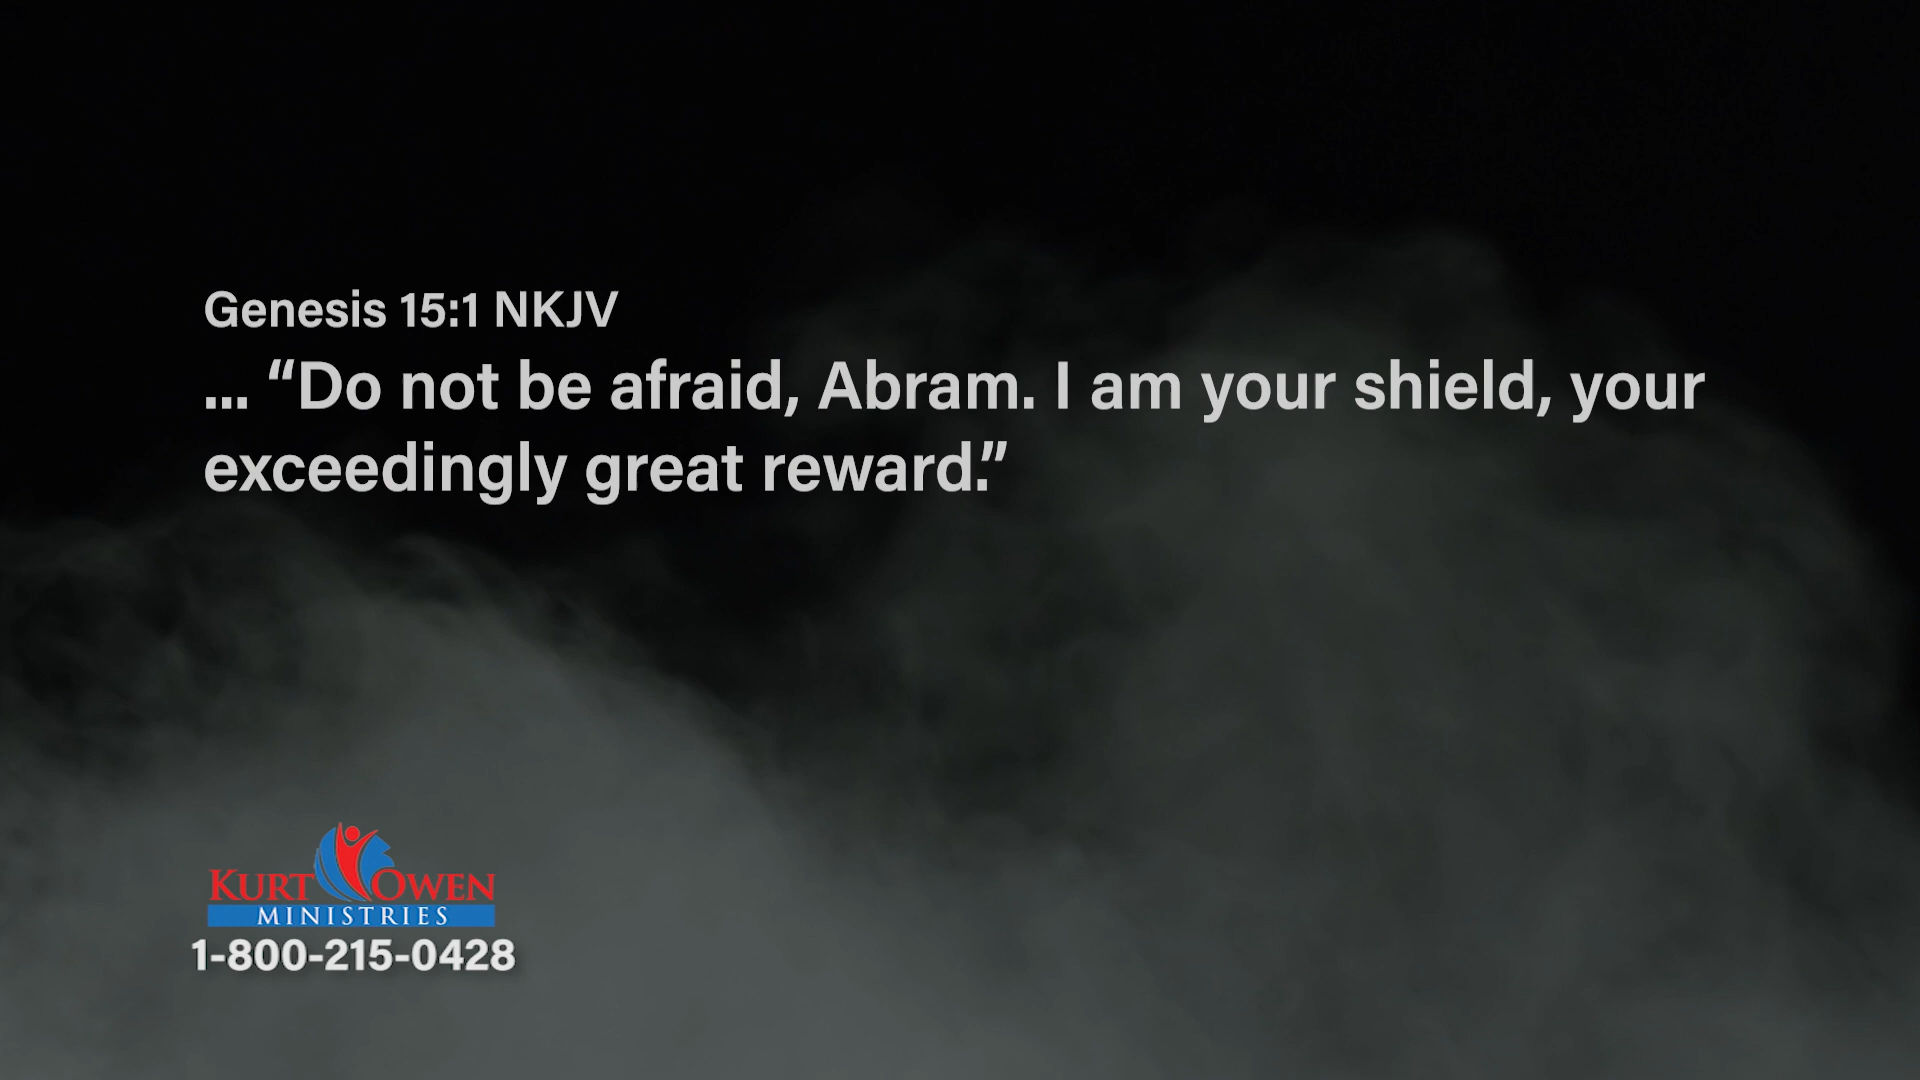 Genesis 15:1 NKJV
... “Do not be afraid, Abram. I am your shield, your
exceedingly great reward.”
KURT OWEN
MINISTRIES
1-800-215-0428